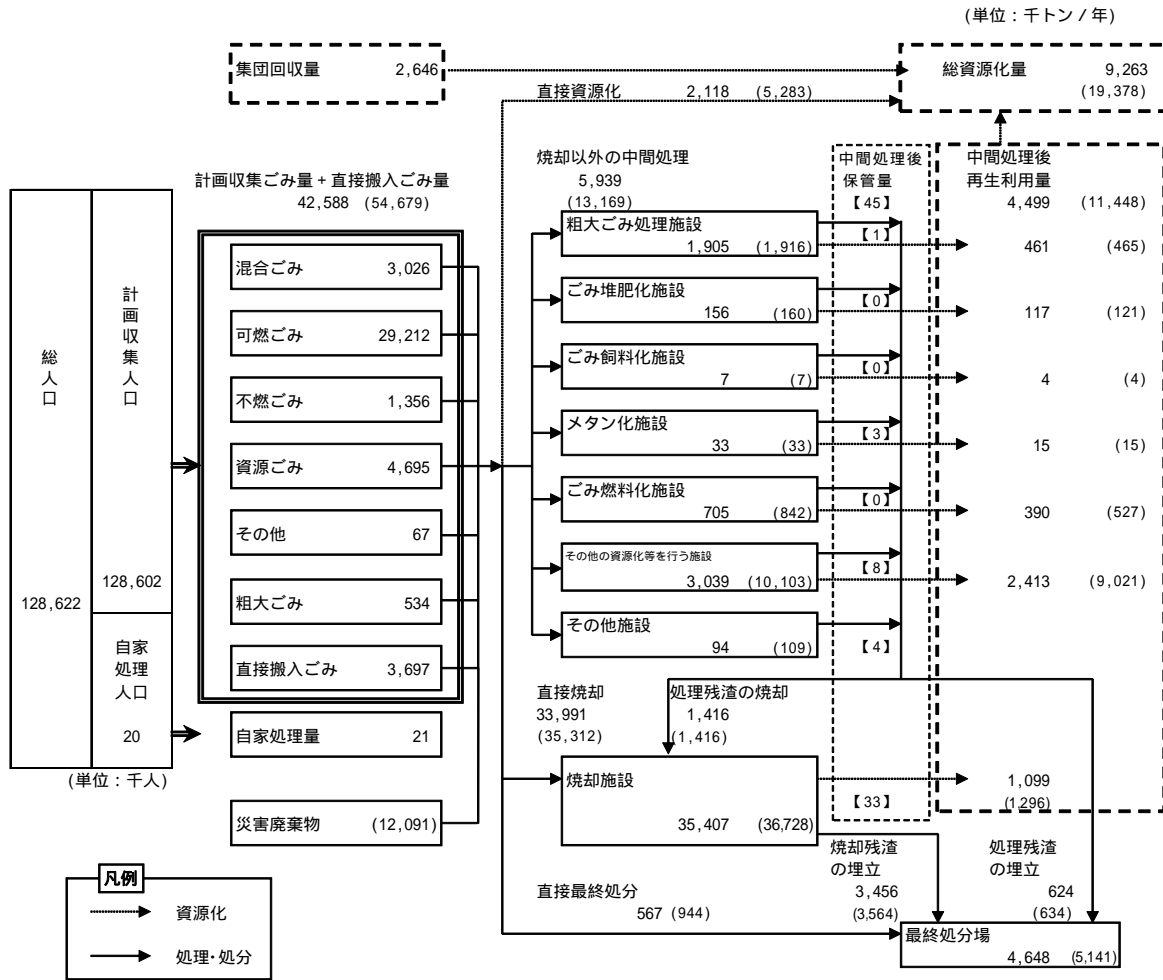 (単位：千トン / 年)
集団回収量 2,646
総資源化量 9,263
(19,378)
直接資源化 2,118 (5,283)
計画収集ごみ量 + 直接搬入ごみ量
42,588 (54,679)
焼却以外の中間処理
5,939
(13,169)
中間処理後
保管量
【45】
中間処理後
再生利用量
4,499 (11,448)
総人口
128,622
計画収集人口
128,602
自家
処理
人口
20
(単位：千人)
混合ごみ 3,026
可燃ごみ 29,212
不燃ごみ 1,356
資源ごみ 4,695
その他 67
粗大ごみ 534
直接搬入ごみ 3,697
自家処理量 21
災害廃棄物 (12,091)
粗大ごみ処理施設
1,905 (1,916)
【1】
461 (465)
ごみ堆肥化施設
156 (160)
【0】
117 (121)
ごみ飼料化施設
7 (7)
【0】
4 (4)
メタン化施設
33 (33)
【3】
15 (15)
ごみ燃料化施設
705 (842)
【0】
390 (527)
その他の資源化等を行う施設
3,039 (10,103)
【8】
2,413 (9,021)
その他施設
94 (109)
【4】
直接焼却
33,991
(35,312)
処理残渣の焼却
1,416
(1,416)
焼却施設
35,407 (36,728)
【33】
1,099
(1,296)
焼却残渣
の埋立
3,456
(3,564)
処理残渣
の埋立
624
(634)
直接最終処分
567 (944)
最終処分場
4,648 (5,141)
凡例
資源化
処理・処分